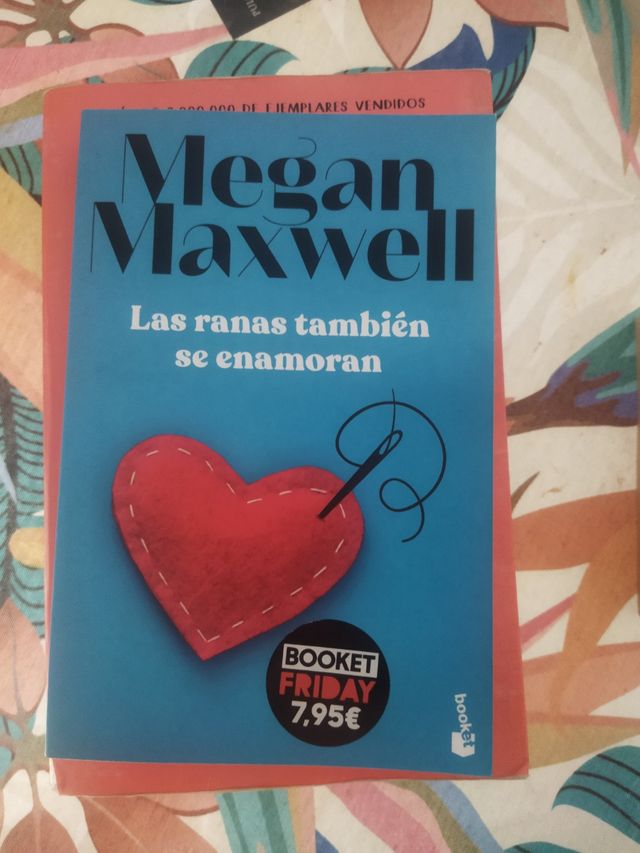 DE EJEMPLARES VENDIDOS
Megan
Maxwell
Las ranas también
se enamoran
BOOKET
FRIDAY
7,95€
booket